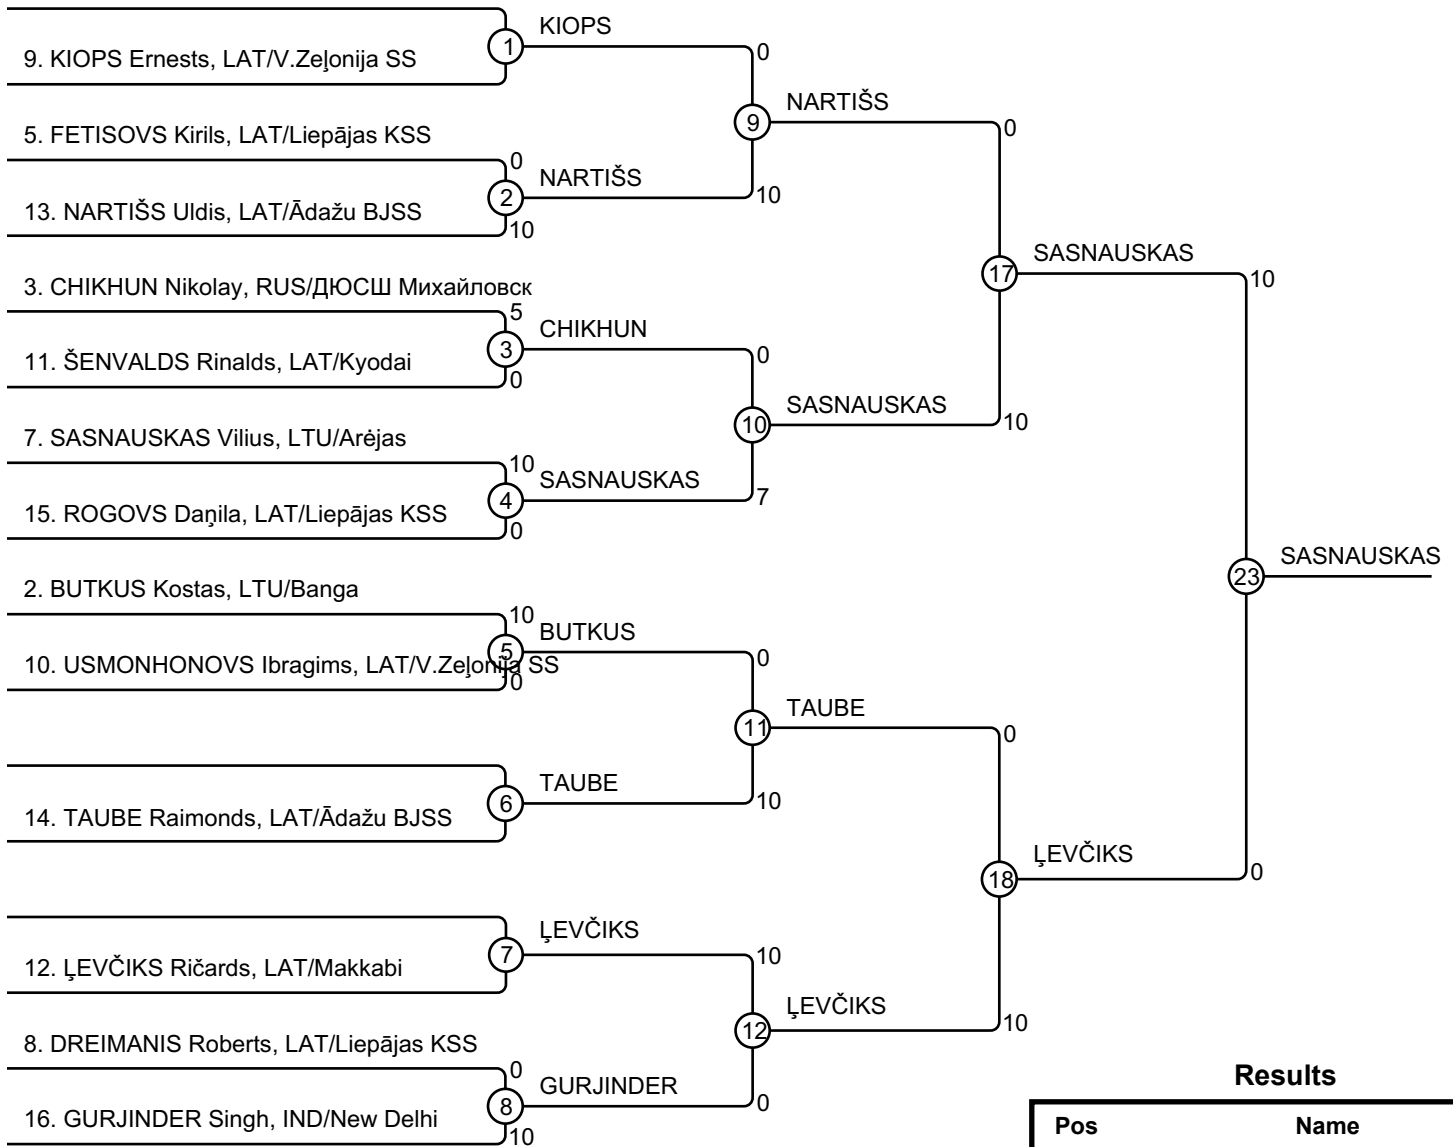 KIOPS
0
1
9. KIOPS Ernests, LAT/V.Zeļonija SS
NARTIŠS
9
0
5. FETISOVS Kirils, LAT/Liepājas KSS
0
NARTIŠS
2
10
13. NARTIŠS Uldis, LAT/Ādažu BJSS
10
SASNAUSKAS
17
10
3. CHIKHUN Nikolay, RUS/ДЮСШ Михайловск
5
CHIKHUN
3
0
11. ŠENVALDS Rinalds, LAT/Kyodai
0
SASNAUSKAS
10
10
7. SASNAUSKAS Vilius, LTU/Arėjas
10
SASNAUSKAS
4
7
15. ROGOVS Daņila, LAT/Liepājas KSS
0
SASNAUSKAS
23
2. BUTKUS Kostas, LTU/Banga
10
BUTKUS
5
0
10. USMONHONOVS Ibragims, LAT/V.Zeļonija SS
0
TAUBE
11
0
TAUBE
6
10
14. TAUBE Raimonds, LAT/Ādažu BJSS
ĻEVČIKS
18
0
ĻEVČIKS
7
10
12. ĻEVČIKS Ričards, LAT/Makkabi
ĻEVČIKS
12
10
8. DREIMANIS Roberts, LAT/Liepājas KSS
0
GURJINDER
8
0
16. GURJINDER Singh, IND/New Delhi
10
Results
Pos Name